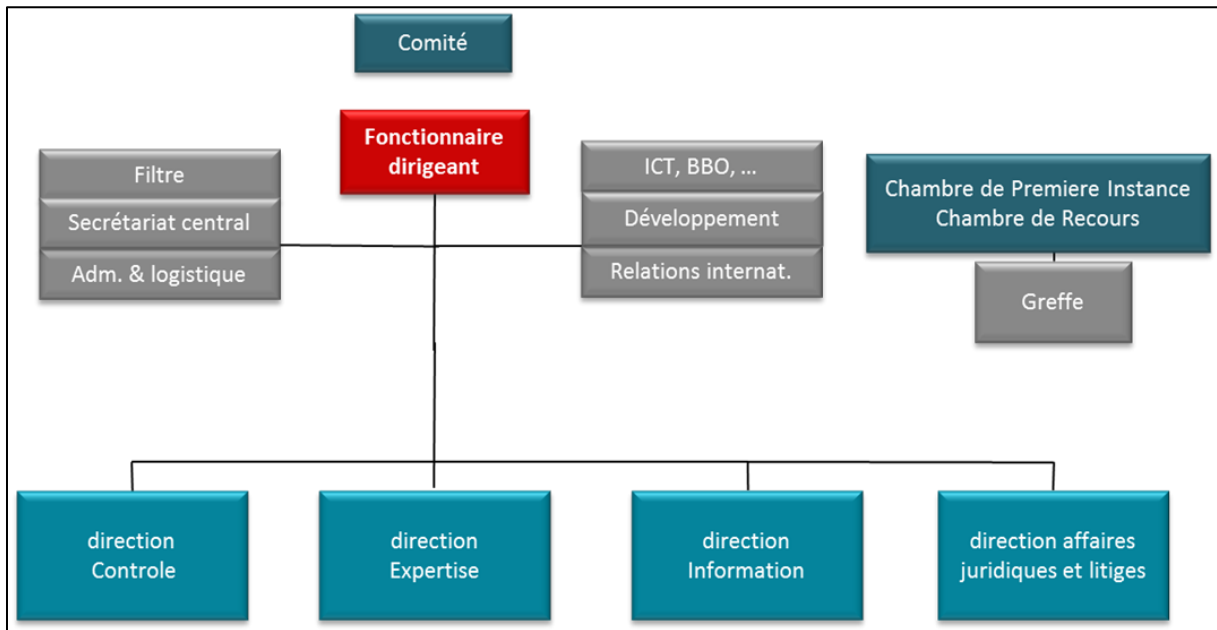 Comité
Fonctionnaire
dirigeant
Filtre
Secrétariat central
Adm. & logistique
ICT, BBO, ...
Développement
Relations internat.
Chambre de Premiere Instance
Chambre de Recours
Greffe
direction
Controle
direction
Expertise
direction
Information
direction affaires
juridiques et litiges